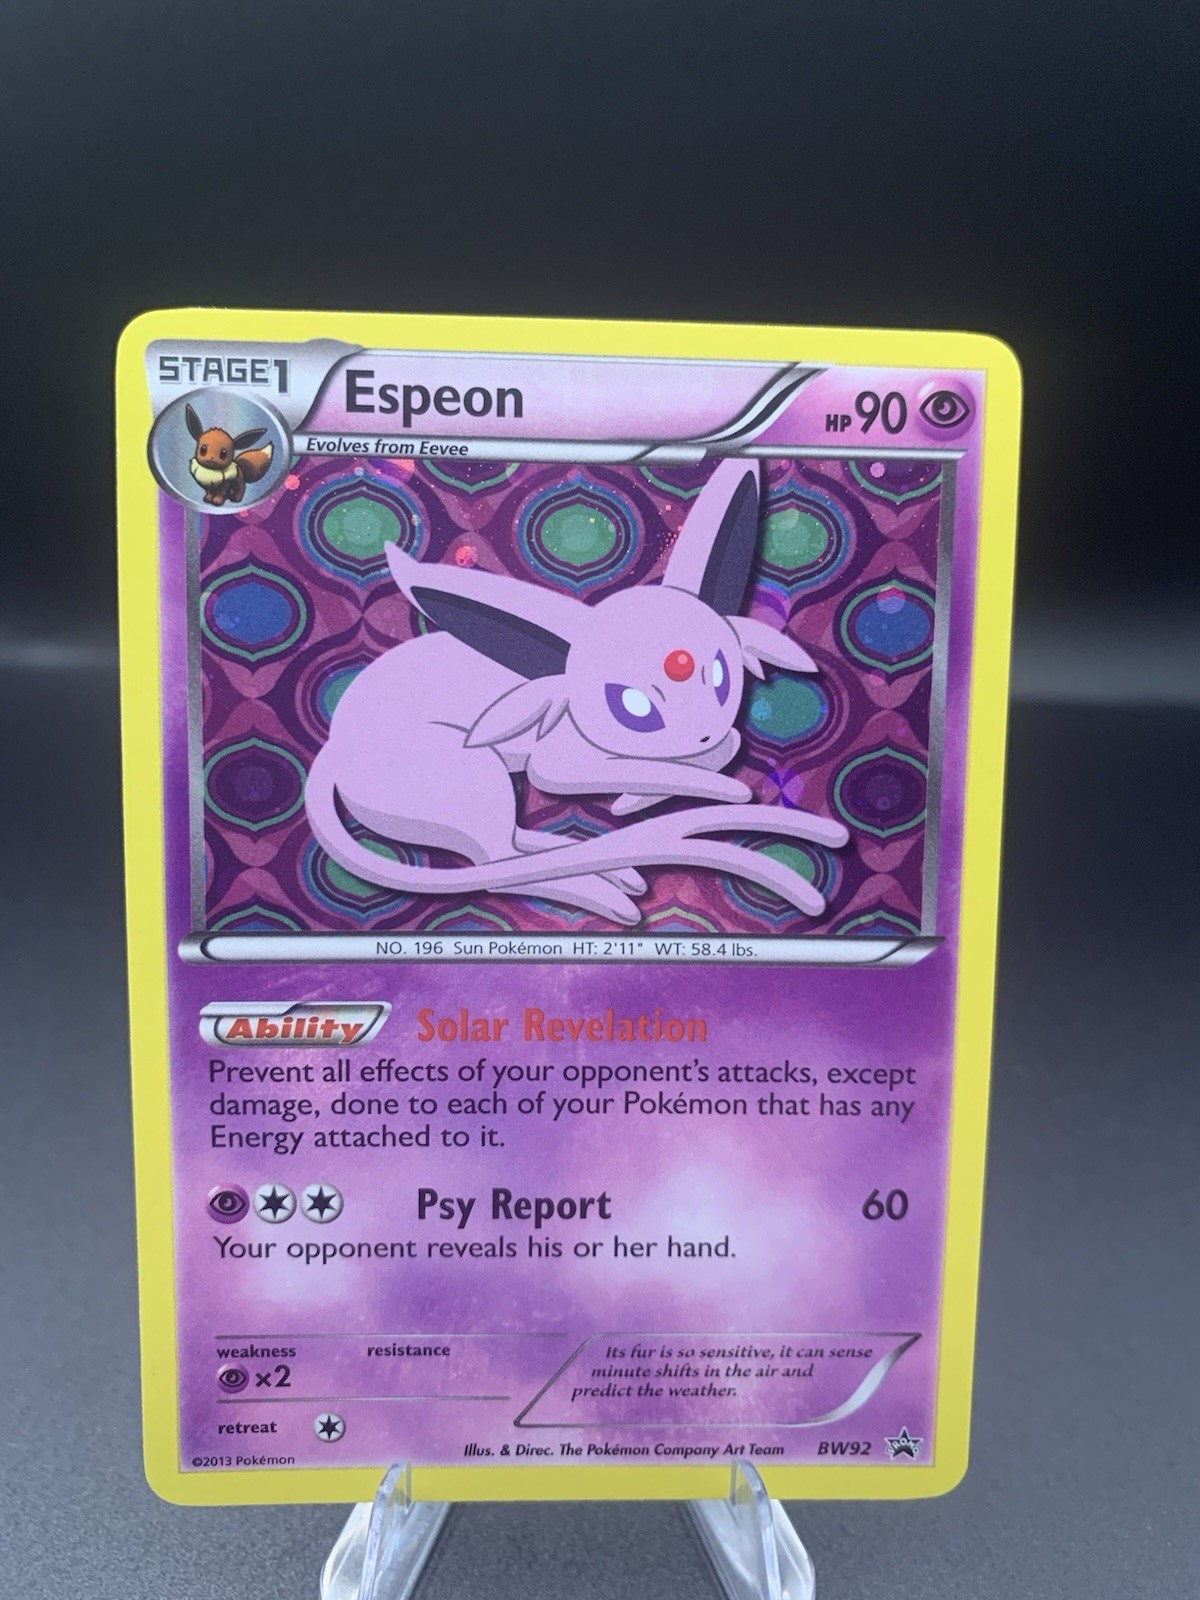 STAGE1
Espeon
HP 90
Evolves from Eevee
NO. 196 Sun Pokémon HT: 2'11" WT: 58.4 lbs.
Ability Solar Revelation
Prevent all effects of your opponent's attacks, except
damage, done to each of your Pokémon that has any
Energy attached to it.
Psy Report 60
Your opponent reveals his or her hand.
weakness resistance
×2
retreat
Its fur is so sensitive, it can sense
minute shifts in the air and
predict the weather.
Illus. & Direc. The Pokémon Company Art Team BW92
©2013 Pokémon